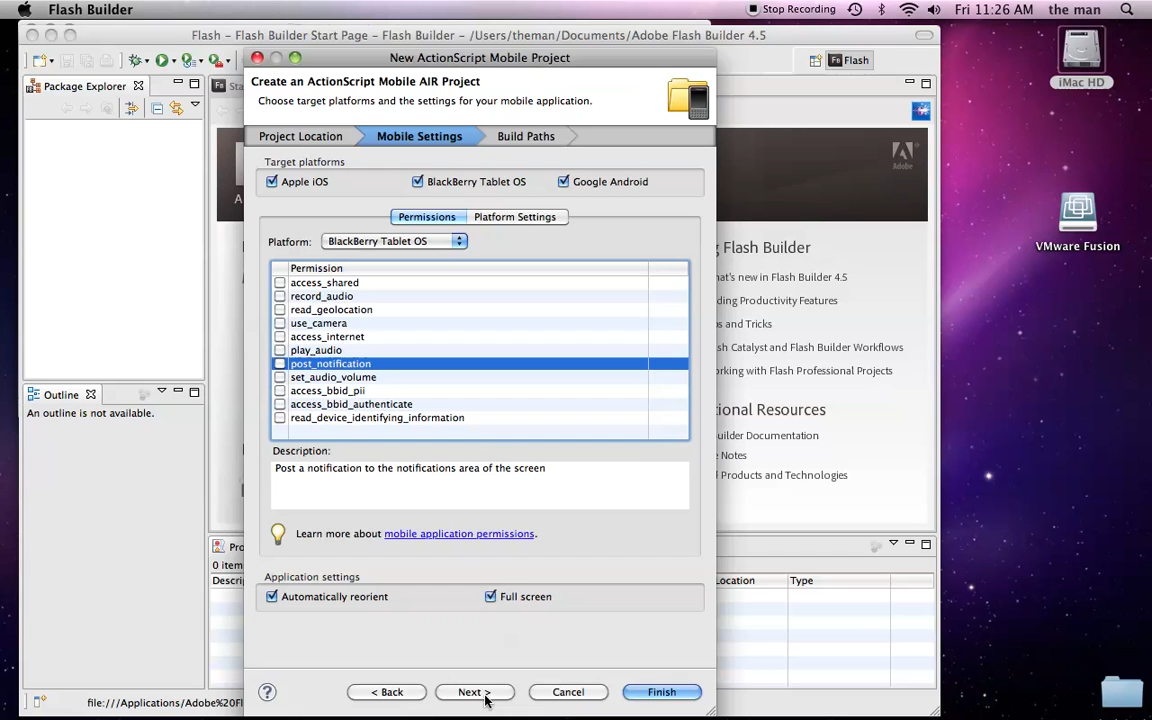 Flash Builder
Stop Recording
Fri 11:26 AM
the man
Flash - Flash Builder Start Page - Flash Builder - /Users/theman/Documents/Adobe Flash Builder 4.5
New ActionScript Mobile Project
Fb Flash
iMac HD
Create an ActionScript Mobile AIR Project
Package Explorer
Choose target platforms and the settings for your mobile application.
Project Location
Mobile Settings
Build Paths
Target platforms
Apple iOS
BlackBerry Tablet OS
Google Android
Permissions
Platform Settings
Platform:
BlackBerry Tablet OS
VMware Fusion
Flash Builder
Permission
hat's new in Flash Builder 4.5
access_shared
record_audio
ding Productivity Features
read_geolocation
use_camera
s and Tricks
access_internet
sh Catalyst and Flash Builder Workflows
play_audio
post_notification
orking with Flash Professional Projects
set_audio_volume
access_bbid_pii
Outline
access_bbid_authenticate
An outline is not available.
tional Resources
read_device_identifying_information
uilder Documentation
Description:
e Notes
Post a notification to the notifications area of the screen
d Products and Technologies
Learn more about mobile application permissions.
Pro
0 item
Application settings
Descri
Location
Type
Automatically reorient
Full screen
< Back
Next >
Cancel
Finish
file:///Applications/Adobe%20Fl